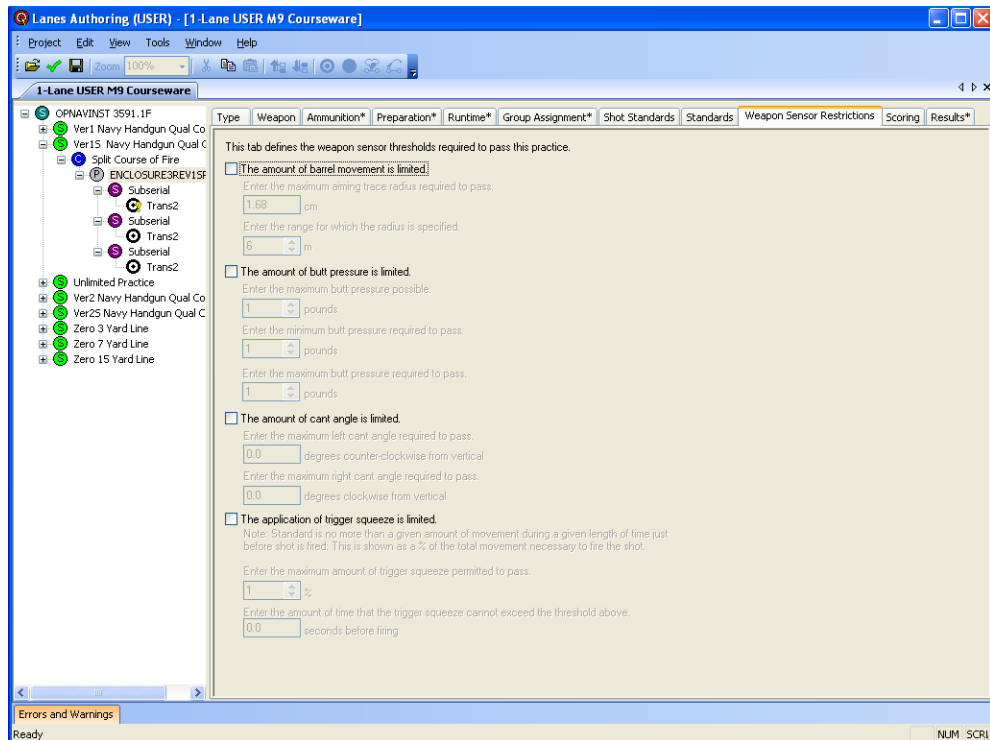 Lanes Authoring (USER) - [1-Lane USER M9 Courseware]
Project Edit View Tools Window Help
Zoom 100%
1-Lane USER M9 Courseware
OPNAVINST 3591.1F
Ver1 Navy Handgun Qual Co
Ver1S Navy Handgun Qual C
Split Course of Fire
ENCLOSURE3REV1SF
Subserial
Trans2
Subserial
Trans2
Subserial
Trans2
Unlimited Practice
Ver2 Navy Handgun Qual Co
Ver2S Navy Handgun Qual C
Zero 3 Yard Line
Zero 7 Yard Line
Zero 15 Yard Line
Type Weapon Ammunition* Preparation* Runtime* Group Assignment* Shot Standards Standards Weapon Sensor Restrictions Scoring Results*
This tab defines the weapon sensor thresholds required to pass this practice.
The amount of barrel movement is limited.
Enter the maximum aiming trace radius required to pass.
1.68 cm
Enter the range for which the radius is specified.
6 m
The amount of butt pressure is limited.
Enter the maximum butt pressure possible.
1 pounds
Enter the minimum butt pressure required to pass.
1 pounds
Enter the maximum butt pressure required to pass.
1 pounds
The amount of cant angle is limited.
Enter the maximum left cant angle required to pass.
0.0 degrees counter-clockwise from vertical
Enter the maximum right cant angle required to pass.
0.0 degrees clockwise from vertical
The application of trigger squeeze is limited.
Note: Standard is no more than a given amount of movement during a given length of time just
before shot is fired. This is shown as a % of the total movement necessary to fire the shot.
Enter the maximum amount of trigger squeeze permitted to pass.
1 %
Enter the amount of time that the trigger squeeze cannot exceed the threshold above.
0.0 seconds before firing
Errors and Warnings
Ready NUM SCRL